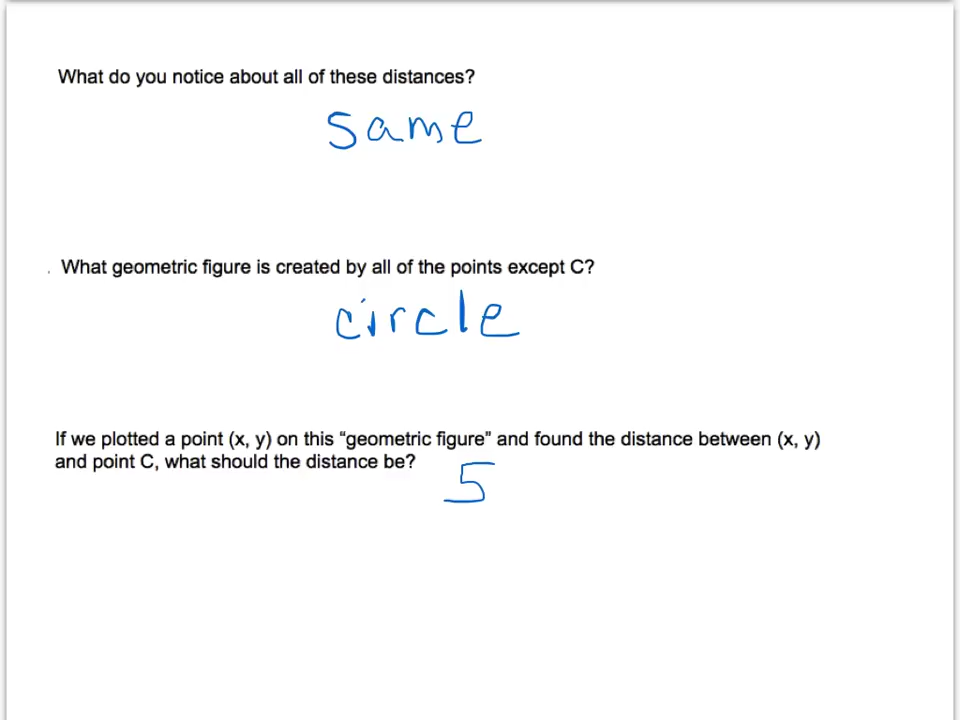 What do you notice about all of these distances?
same
. What geometric figure is created by all of the points except C?
circle
If we plotted a point (x, y) on this “geometric figure” and found the distance between (x, y)
and point C, what should the distance be?
5